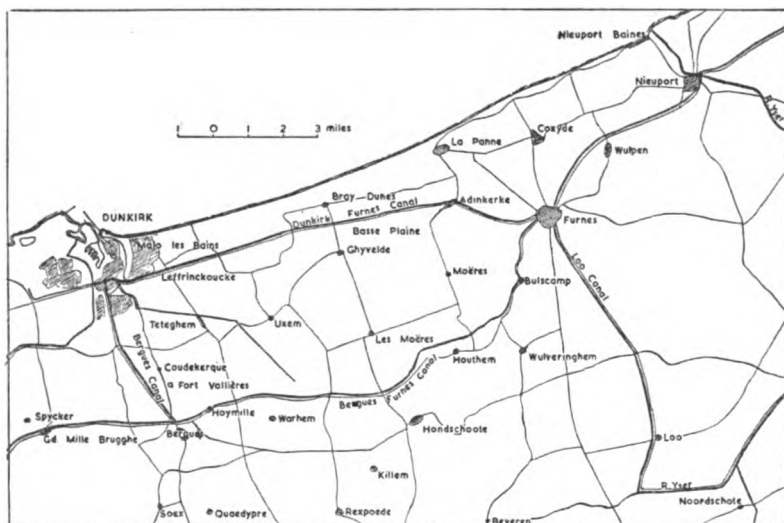 Nieuport Baines
Nieuport
R. Yser
1 0 1 2 3 miles
Coxyde
La Panne
Wulpen
Bray-Dunes
Adinkerke
DUNKIRK
Dunkirk Furnes Canal
Furnes
Malo les Bains
Basse Plaine
Ghyvelde
Leffrinckoucke
Moëres
Bulscamp
Loo Canal
Teteghem
Uxem
Les Moëres
Bergues Canal
Houthem
Wulveringhem
Coudekerque
Fort Vallières
Bergues Furnes Canal
Spycker
Hoymille
Warhem
Hondschoote
Gd. Mille Brugghe
Bergues
Loo
Killem
R. Yser
Soex
Quaedypre
Rexpoede
Noordschote
Beveren